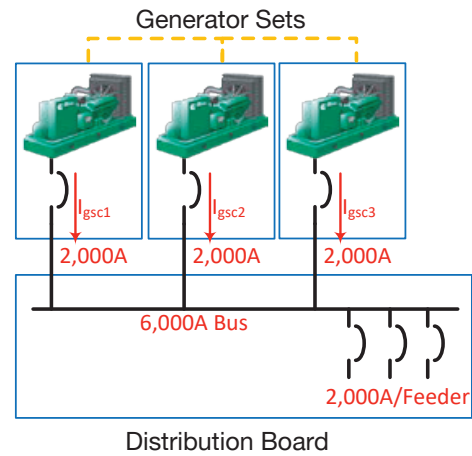 Generator Sets
Igsc1
Igsc2
Igsc3
2,000A
2,000A
2,000A
6,000A Bus
2,000A/Feeder
Distribution Board